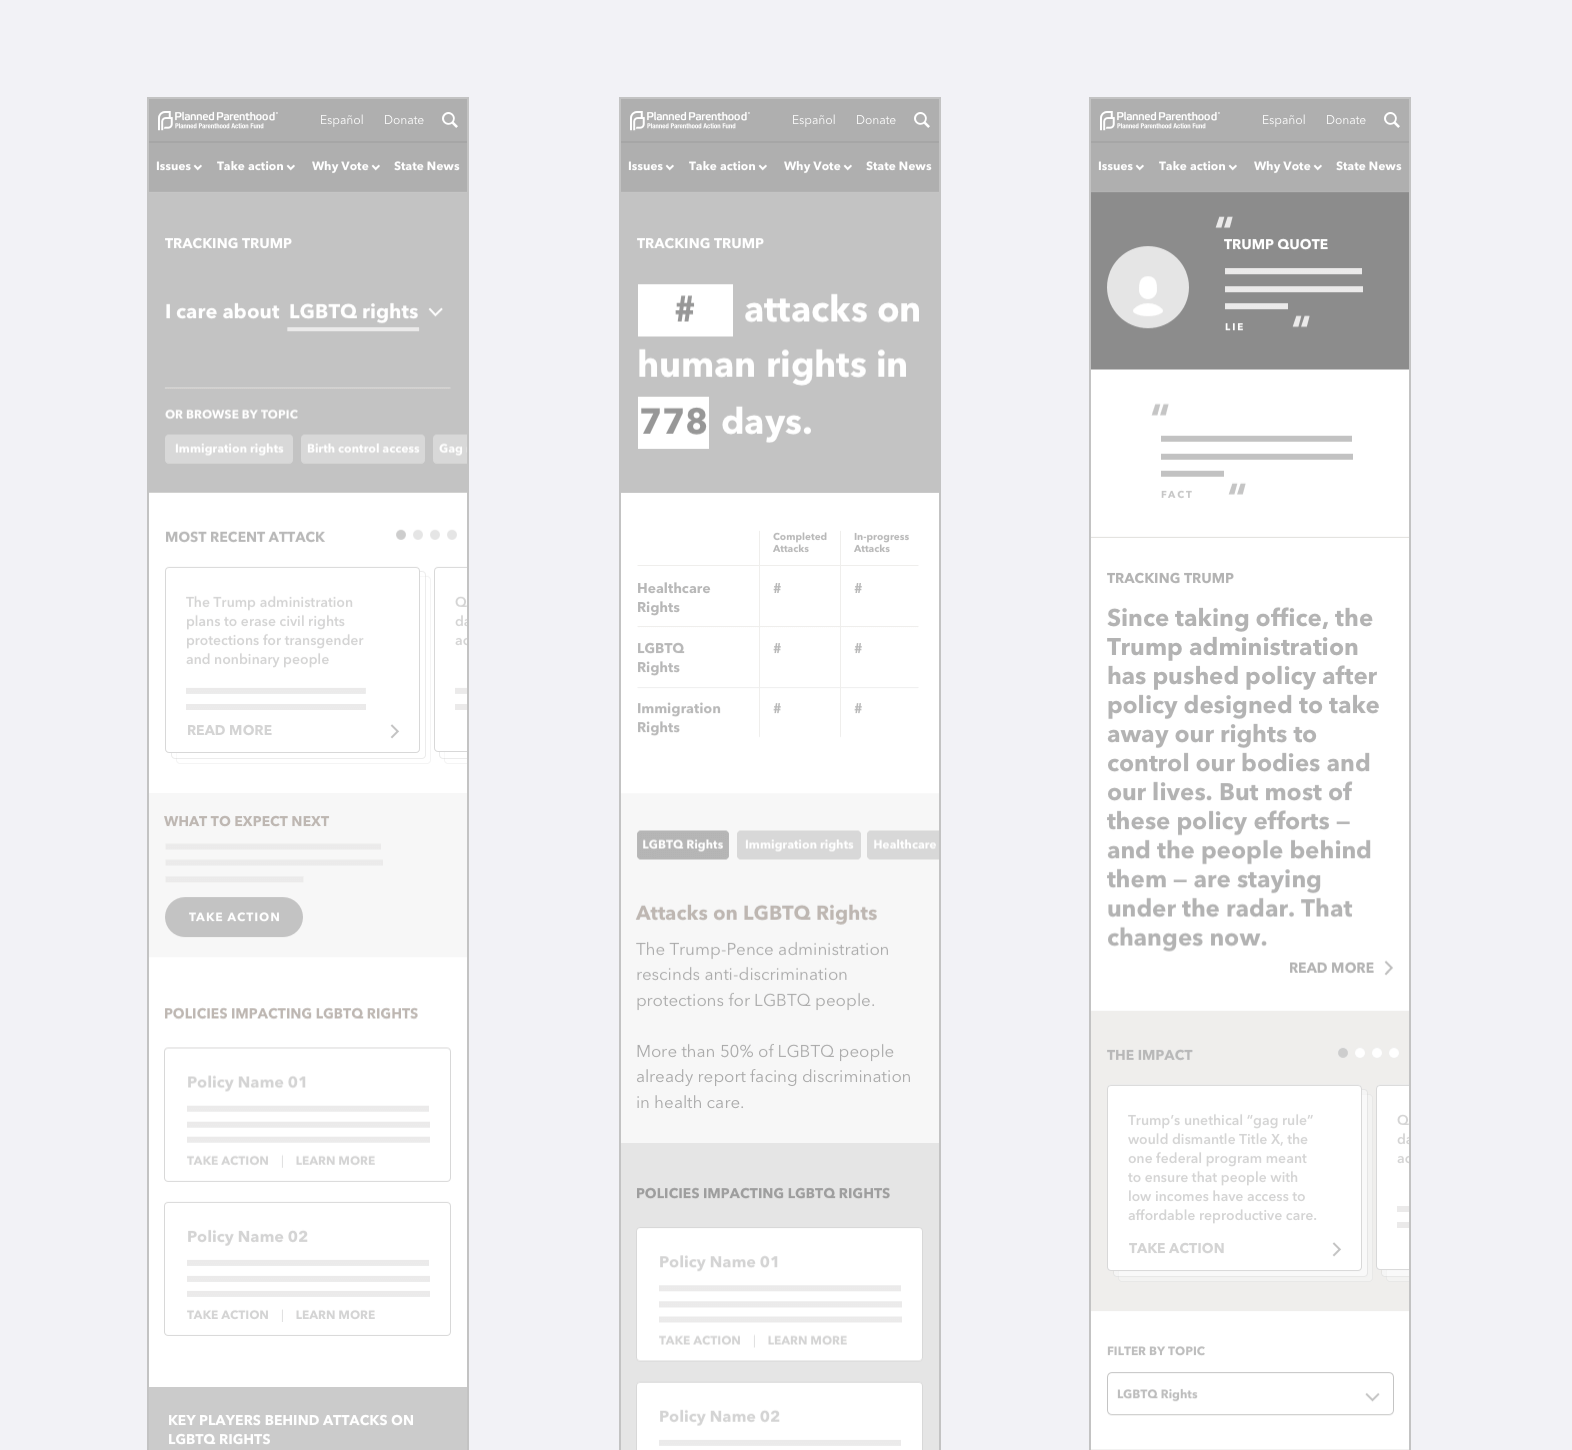 Planned Parenthood
Planned Parenthood Action Fund
Español Donate
Issues Take action Why Vote State News
TRACKING TRUMP
I care about LGBTQ rights
OR BROWSE BY TOPIC
Immigration rights Birth control access Gag
MOST RECENT ATTACK
The Trump administration
plans to erase civil rights
protections for transgender
and nonbinary people
READ MORE
Q
da
ac
WHAT TO EXPECT NEXT
TAKE ACTION
POLICIES IMPACTING LGBTQ RIGHTS
Policy Name 01
TAKE ACTION | LEARN MORE
Policy Name 02
TAKE ACTION | LEARN MORE
KEY PLAYERS BEHIND ATTACKS ON
LGBTQ RIGHTS
Planned Parenthood
Planned Parenthood Action Fund
Español Donate
Issues Take action Why Vote State News
TRACKING TRUMP
# attacks on
human rights in
778 days.
Completed In-progress
Attacks Attacks
Healthcare # #
Rights
LGBTQ # #
Rights
Immigration # #
Rights
LGBTQ Rights Immigration rights Healthcare
Attacks on LGBTQ Rights
The Trump-Pence administration
rescinds anti-discrimination
protections for LGBTQ people.
More than 50% of LGBTQ people
already report facing discrimination
in health care.
POLICIES IMPACTING LGBTQ RIGHTS
Policy Name 01
TAKE ACTION | LEARN MORE
Policy Name 02
Planned Parenthood
Planned Parenthood Action Fund
Español Donate
Issues Take action Why Vote State News
"
TRUMP QUOTE
LIE "
"
FACT "
TRACKING TRUMP
Since taking office, the
Trump administration
has pushed policy after
policy designed to take
away our rights to
control our bodies and
our lives. But most of
these policy efforts –
and the people behind
them – are staying
under the radar. That
changes now.
READ MORE
THE IMPACT
Trump's unethical “gag rule”
would dismantle Title X, the
one federal program meant
to ensure that people with
low incomes have access to
affordable reproductive care.
TAKE ACTION
Q
da
ac
FILTER BY TOPIC
LGBTQ Rights